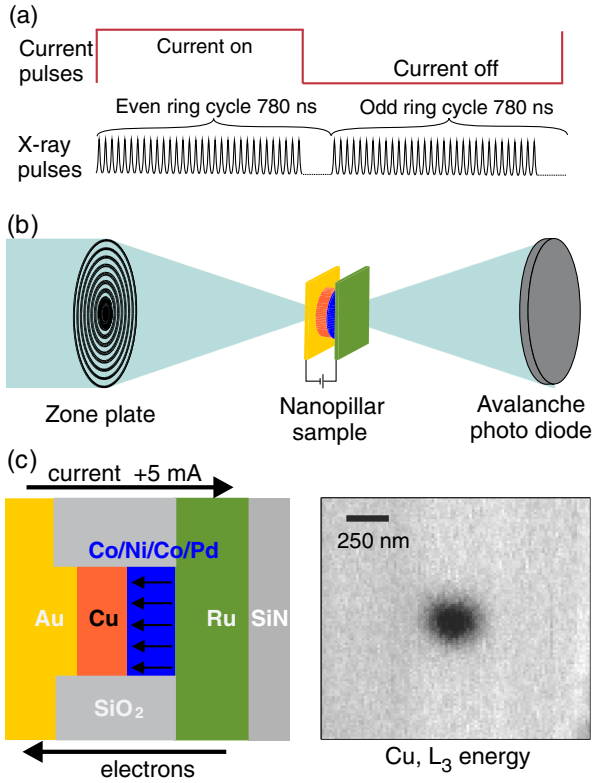 (a)
Current
pulses
Current on
Current off
Even ring cycle 780 ns
Odd ring cycle 780 ns
X-ray
pulses
(b)
Zone plate
Nanopillar
sample
Avalanche
photo diode
(c)
current +5 mA
Co/Ni/Co/Pd
Au
Cu
Ru
SiN
SiO₂
electrons
250 nm
Cu, L₃ energy